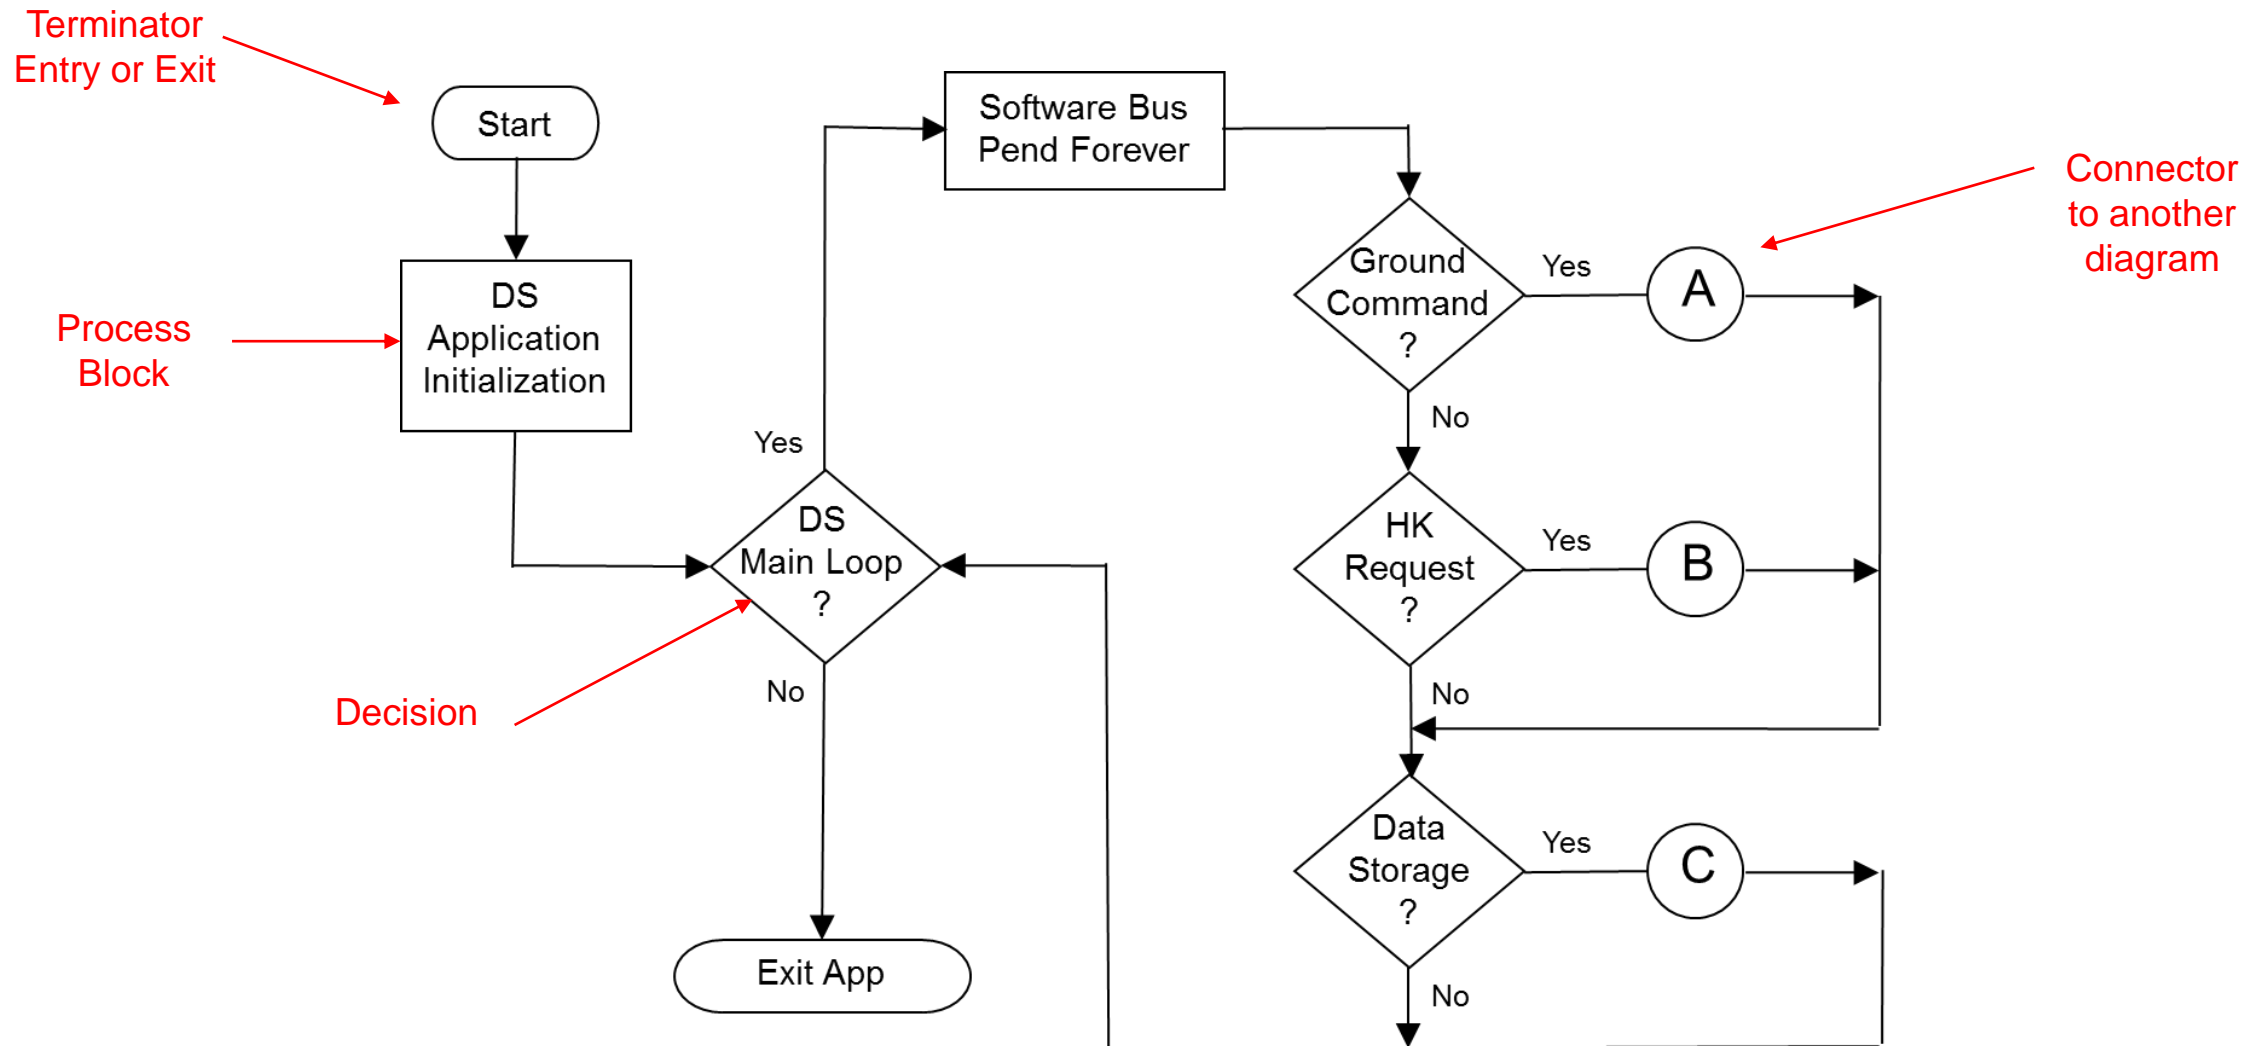 Terminator
Entry or Exit
Start
Software Bus
Pend Forever
Connector
to another
diagram
Ground
Command
?
Yes
A
DS
Application
Initialization
Process
Block
No
Yes
DS
Main Loop
?
HK
Request
?
Yes
B
Decision
No
No
Data
Storage
?
Yes
C
Exit App
No